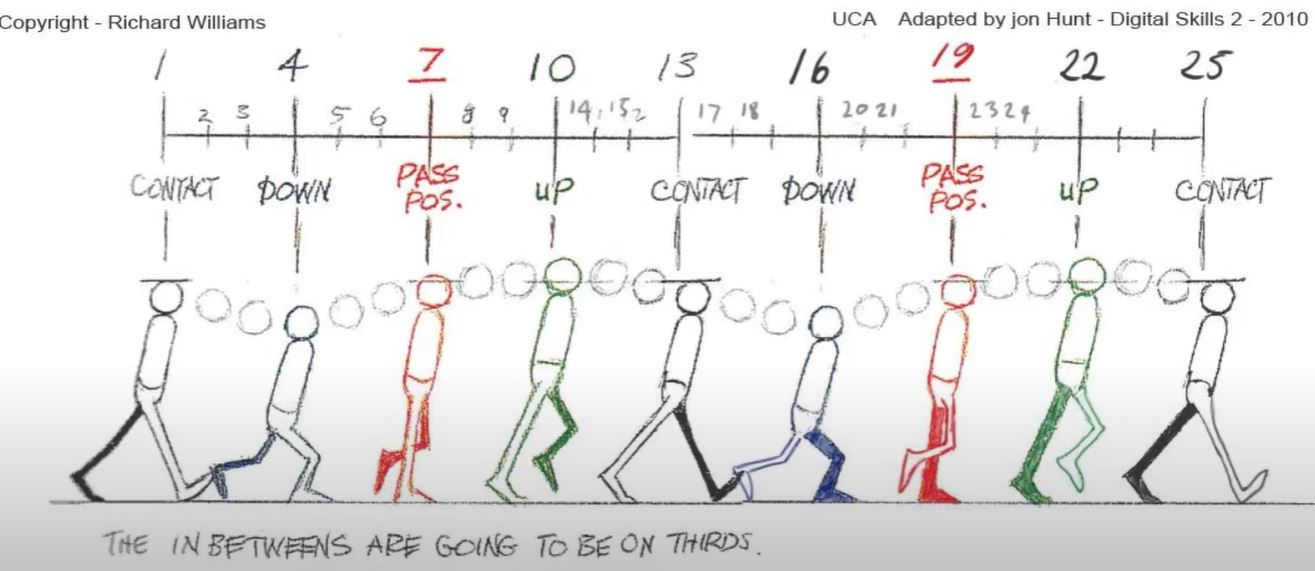 Copyright - Richard Williams
UCA Adapted by jon Hunt - Digital Skills 2 - 2010
1 4 7 10 13 16 19 22 25
2 3 5 6 8 9 14 15 2 17 18 20 21 23 24
CONTACT DOWN PASS POS. UP CONTACT DOWN PASS POS. UP CONTACT
THE INBETWEENS ARE GOING TO BE ON THIRDS.